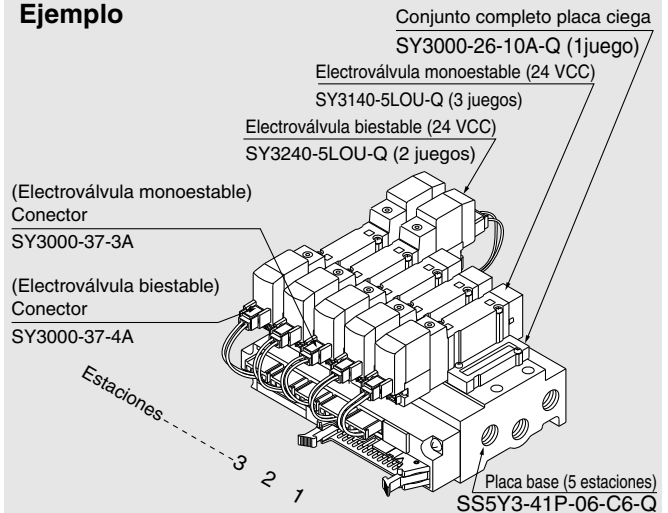 Ejemplo
Conjunto completo placa ciega
SY3000-26-10A-Q (1juego)
Electroválvula monoestable (24 VCC)
SY3140-5LOU-Q (3 juegos)
Electroválvula biestable (24 VCC)
SY3240-5LOU-Q (2 juegos)
(Electroválvula monoestable)
Conector
SY3000-37-3A
(Electroválvula biestable)
Conector
SY3000-37-4A
Estaciones
3 2 1
Placa base (5 estaciones)
SS5Y3-41P-06-C6-Q